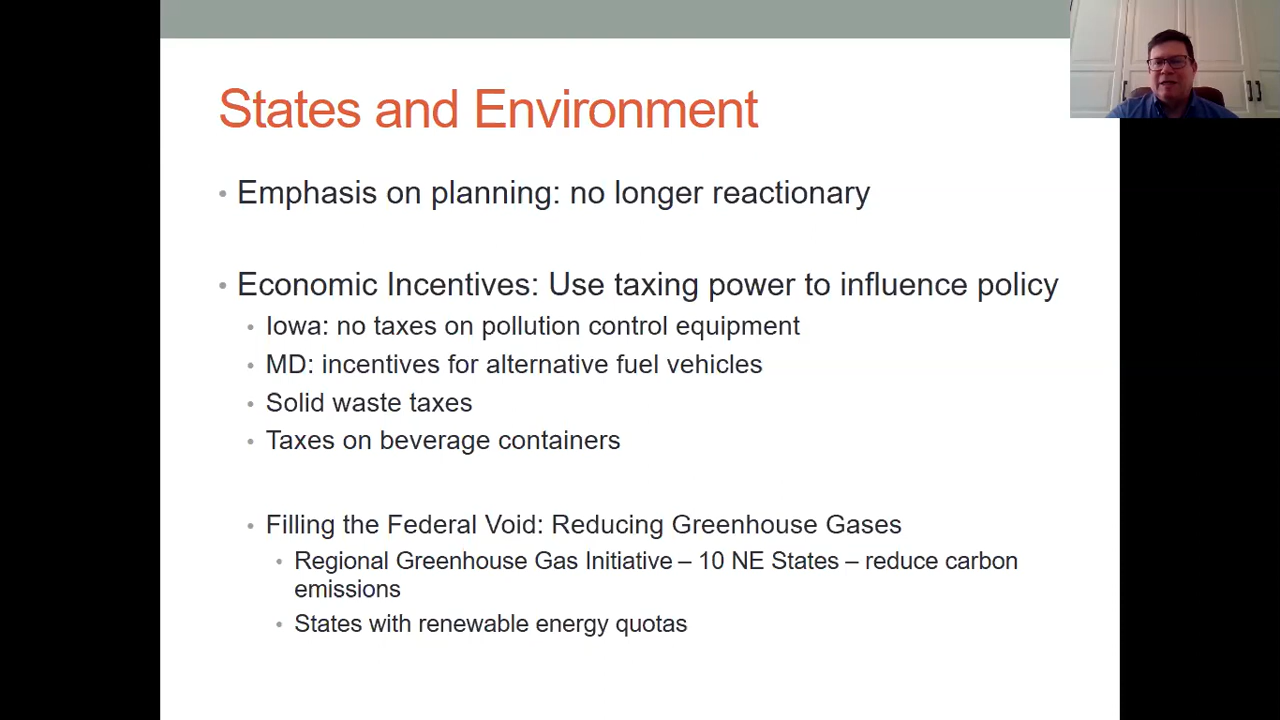 States and Environment
• Emphasis on planning: no longer reactionary
• Economic Incentives: Use taxing power to influence policy
• Iowa: no taxes on pollution control equipment
• MD: incentives for alternative fuel vehicles
• Solid waste taxes
• Taxes on beverage containers
• Filling the Federal Void: Reducing Greenhouse Gases
• Regional Greenhouse Gas Initiative – 10 NE States – reduce carbon
emissions
• States with renewable energy quotas